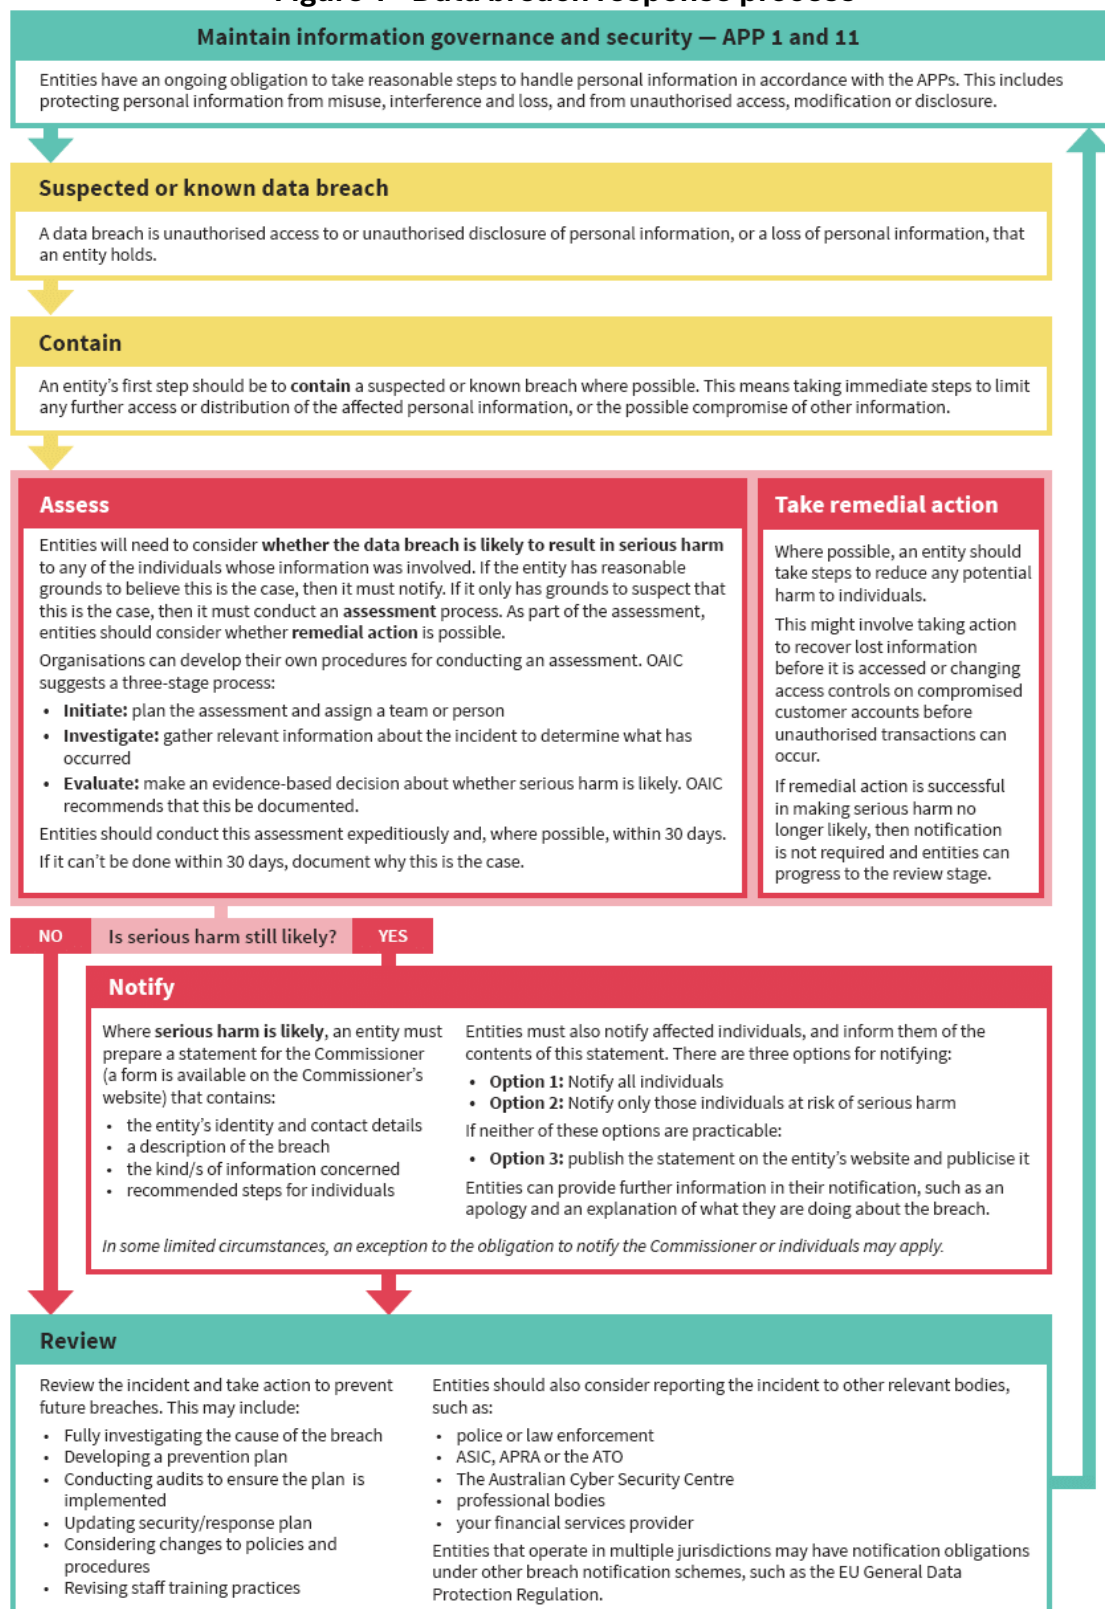 Figure 1 - Data breach response process
Maintain information governance and security — APP 1 and 11
Entities have an ongoing obligation to take reasonable steps to handle personal information in accordance with the APPs. This includes
protecting personal information from misuse, interference and loss, and from unauthorised access, modification or disclosure.
Suspected or known data breach
A data breach is unauthorised access to or unauthorised disclosure of personal information, or a loss of personal information, that
an entity holds.
Contain
An entity's first step should be to contain a suspected or known breach where possible. This means taking immediate steps to limit
any further access or distribution of the affected personal information, or the possible compromise of other information.
Assess
Entities will need to consider whether the data breach is likely to result in serious harm
to any of the individuals whose information was involved. If the entity has reasonable
grounds to believe this is the case, then it must notify. If it only has grounds to suspect that
this is the case, then it must conduct an assessment process. As part of the assessment,
entities should consider whether remedial action is possible.
Organisations can develop their own procedures for conducting an assessment. OAIC
suggests a three-stage process:
• Initiate: plan the assessment and assign a team or person
• Investigate: gather relevant information about the incident to determine what has
occurred
• Evaluate: make an evidence-based decision about whether serious harm is likely. OAIC
recommends that this be documented.
Entities should conduct this assessment expeditiously and, where possible, within 30 days.
If it can't be done within 30 days, document why this is the case.
Take remedial action
Where possible, an entity should
take steps to reduce any potential
harm to individuals.
This might involve taking action
to recover lost information
before it is accessed or changing
access controls on compromised
customer accounts before
unauthorised transactions can
occur.
If remedial action is successful
in making serious harm no
longer likely, then notification
is not required and entities can
progress to the review stage.
NO Is serious harm still likely? YES
Notify
Where serious harm is likely, an entity must
prepare a statement for the Commissioner
(a form is available on the Commissioner's
website) that contains:
• the entity's identity and contact details
• a description of the breach
• the kind/s of information concerned
• recommended steps for individuals
Entities must also notify affected individuals, and inform them of the
contents of this statement. There are three options for notifying:
• Option 1: Notify all individuals
• Option 2: Notify only those individuals at risk of serious harm
If neither of these options are practicable:
• Option 3: publish the statement on the entity's website and publicise it
Entities can provide further information in their notification, such as an
apology and an explanation of what they are doing about the breach.
In some limited circumstances, an exception to the obligation to notify the Commissioner or individuals may apply.
Review
Review the incident and take action to prevent
future breaches. This may include:
• Fully investigating the cause of the breach
• Developing a prevention plan
• Conducting audits to ensure the plan is
implemented
• Updating security/response plan
• Considering changes to policies and
procedures
• Revising staff training practices
Entities should also consider reporting the incident to other relevant bodies,
such as:
• police or law enforcement
• ASIC, APRA or the ATO
• The Australian Cyber Security Centre
• professional bodies
• your financial services provider
Entities that operate in multiple jurisdictions may have notification obligations
under other breach notification schemes, such as the EU General Data
Protection Regulation.